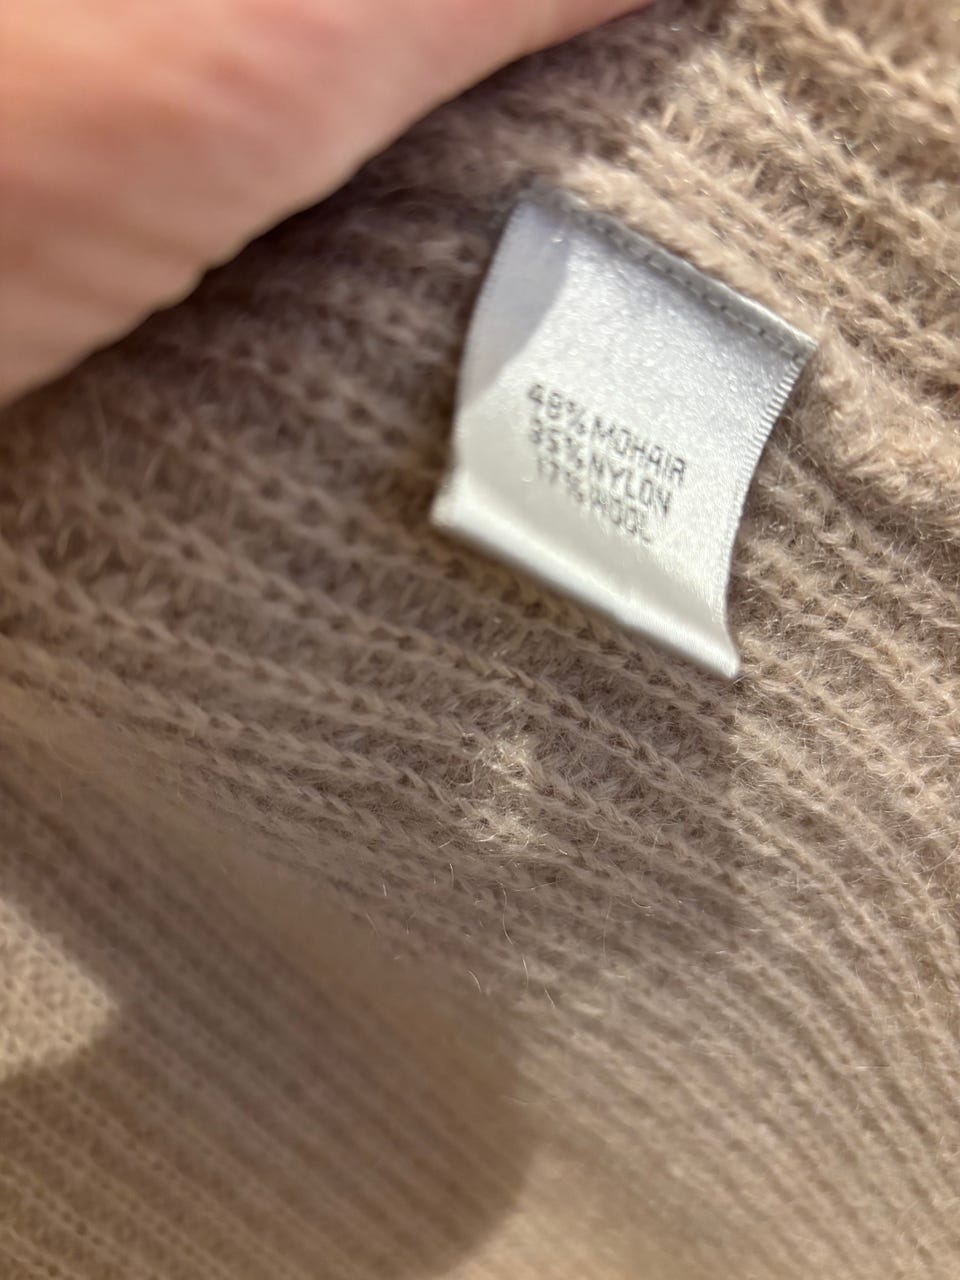 48% MOHAIR
35% NYLON
17% WOOL